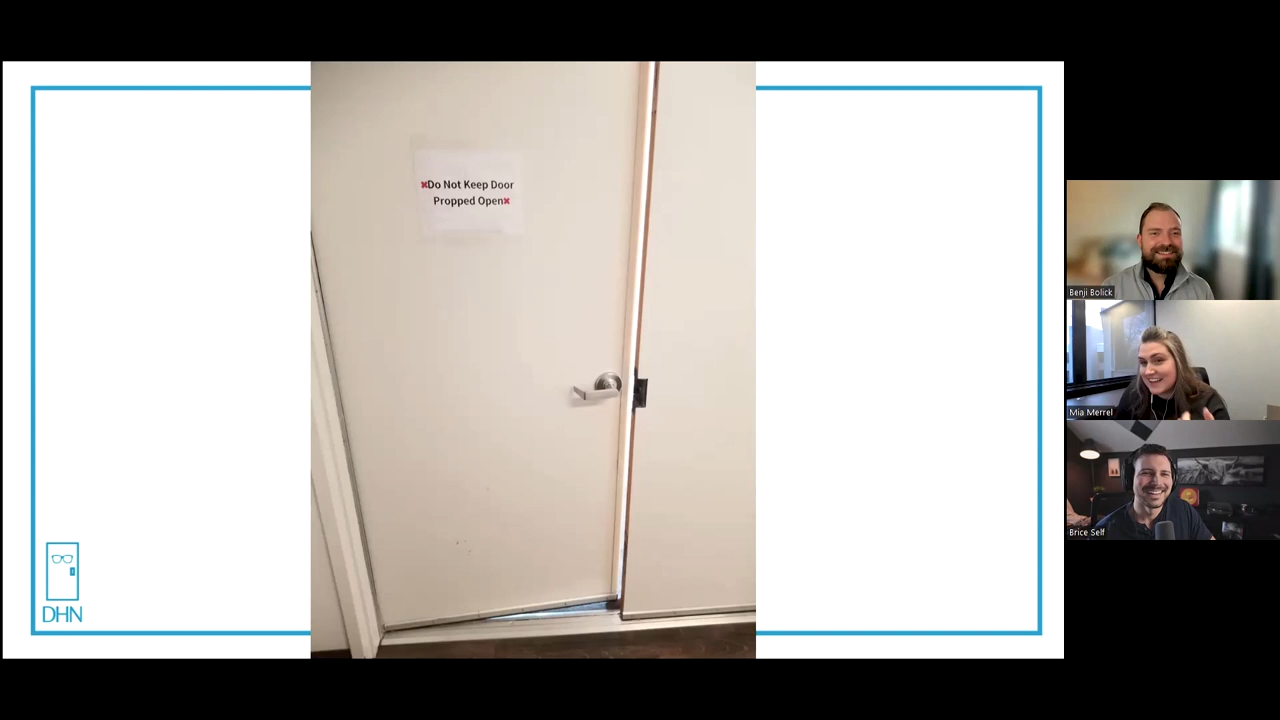 ✖Do Not Keep Door
Propped Open✖
DHN
Benji Bolick
Mia Merrel
Brice Self